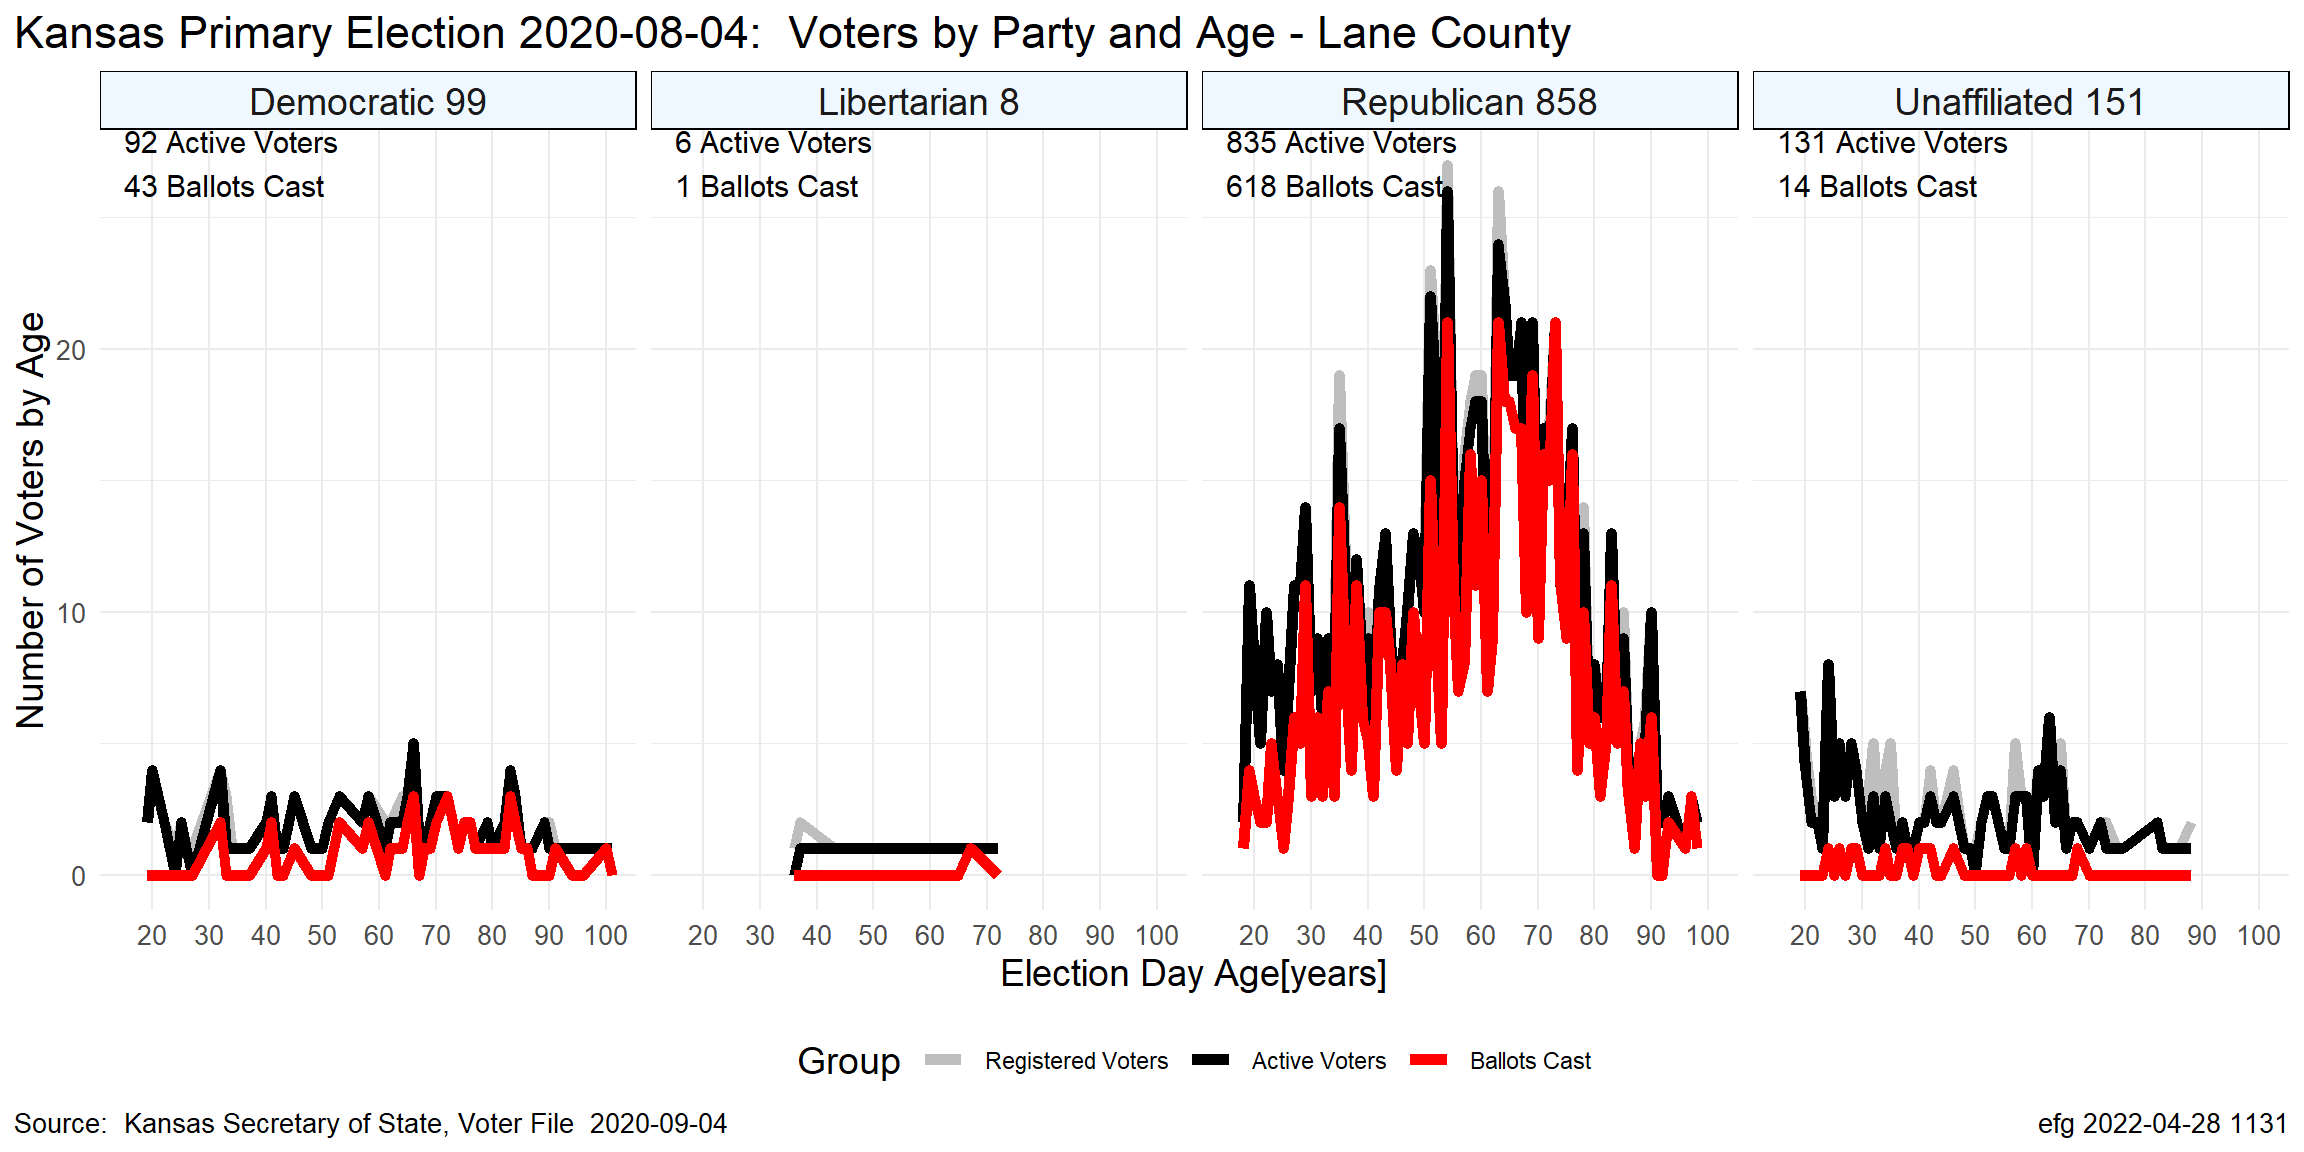 Kansas Primary Election 2020-08-04:  Voters by Party and Age - Lane County
Democratic 99
Libertarian 8
Republican 858
Unaffiliated 151
92 Active Voters
43 Ballots Cast
6 Active Voters
1 Ballots Cast
835 Active Voters
618 Ballots Cast
131 Active Voters
14 Ballots Cast
Number of Voters by Age
20
10
0
20 30 40 50 60 70 80 90 100
20 30 40 50 60 70 80 90 100
20 30 40 50 60 70 80 90 100
20 30 40 50 60 70 80 90 100
Election Day Age[years]
Group Registered Voters Active Voters Ballots Cast
Source:  Kansas Secretary of State, Voter File  2020-09-04
efg 2022-04-28 1131